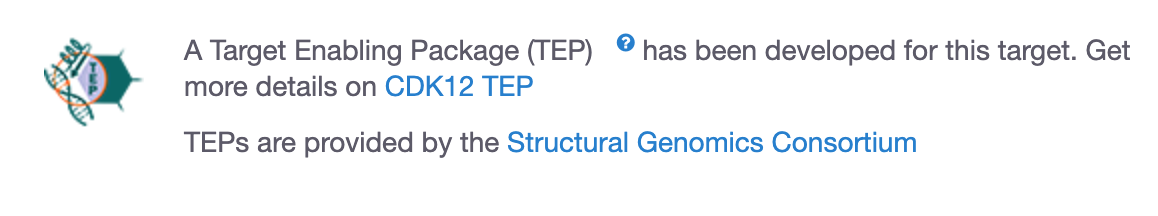 TEP
A Target Enabling Package (TEP) ? has been developed for this target. Get
more details on CDK12 TEP
TEPs are provided by the Structural Genomics Consortium